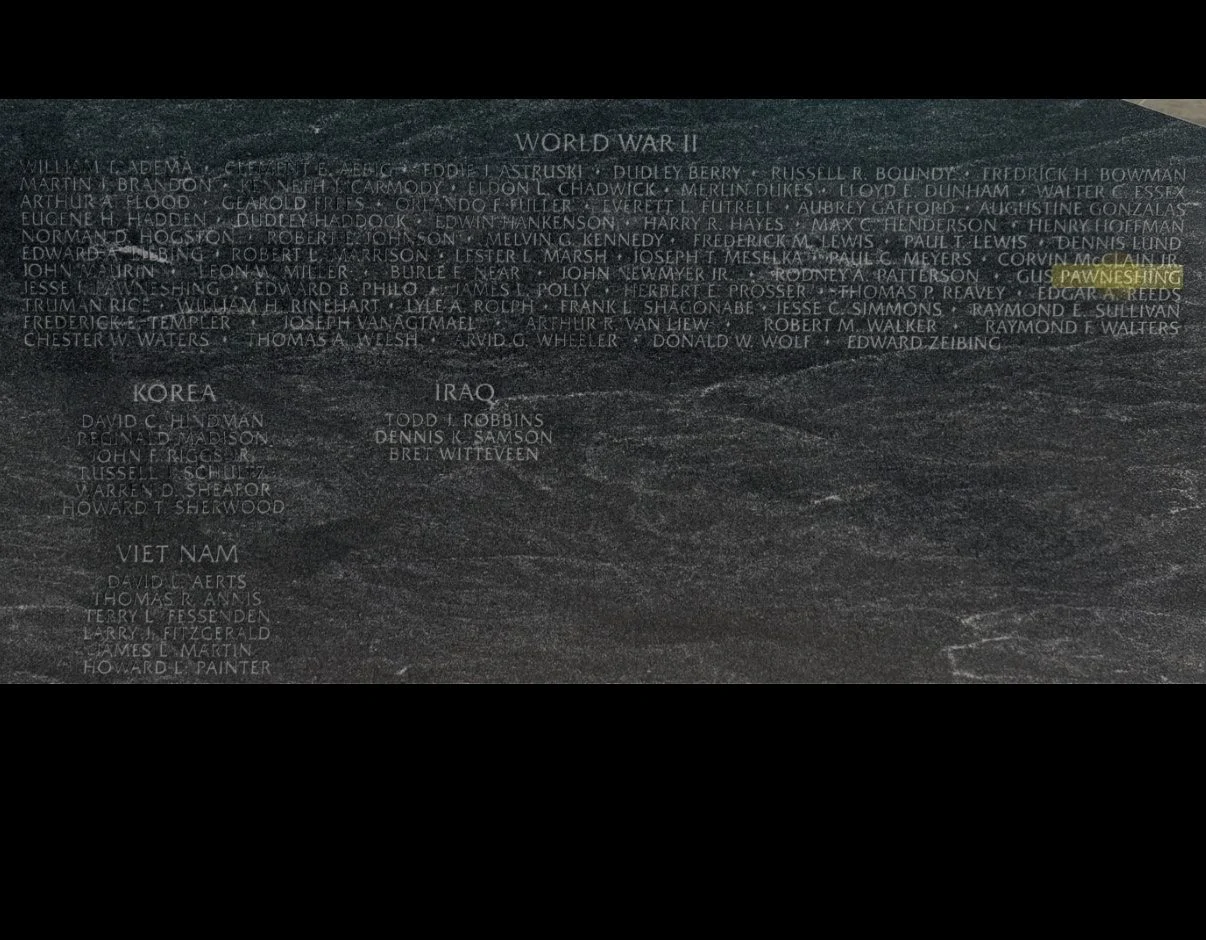 WORLD WAR II
WILLIAM C. ADEMA • CLEMENT E. AEBIG • EDDIE J. ASTRUSKI • DUDLEY BERRY • RUSSELL R. BOUNDY • FREDRICK H. BOWMAN
MARTIN J. BRANDON • KENNETH J. CARMODY • ELDON L. CHADWICK • MERLIN DUKES • LLOYD E. DUNHAM • WALTER C. ESSEX
ARTHUR A. FLOOD • GEAROLD FREES • ORLANDO F. FULLER • EVERETT L. FUTRELL • AUBREY GAFFORD • AUGUSTINE GONZALAS
EUGENE H. HADDEN • DUDLEY HADDOCK • EDWIN HANKENSON • HARRY R. HAYES • MAX C. HENDERSON • HENRY HOFFMAN
NORMAN D. HOGSTON • ROBERT E. JOHNSON • MELVIN G. KENNEDY • FREDERICK M. LEWIS • PAUL T. LEWIS • DENNIS LUND
EDWARD A. • ROBERT L. MARRISON • LESTER L. MARSH • JOSEPH T. MESELKA • PAUL C. MEYERS • CORVIN McCLAIN JR.
JOHN MAURIN • LEON W. MILLER • BURLE E. NEAR • JOHN NEWMYER JR. • RODNEY A. PATTERSON • GUS PAWNESHING
JESSE PAWNESHING • EDWARD B. PHILO • JAMES L. POLLY • HERBERT E. PROSSER • THOMAS P. REAVEY • EDGAR REEDS
TRUMAN RICE • WILLIAM H. RINEHART • LYLE A. ROLPH • FRANK L. SHAGONABE • JESSE C. SIMMONS • RAYMOND E. SULLIVAN
FREDERICK E. TEMPLER • JOSEPH VANAGTMAEL • ARTHUR R. VAN LIEW • ROBERT M. WALKER • RAYMOND F. WALTERS
CHESTER W. WATERS • THOMAS A. WELSH • ARVID G. WHEELER • DONALD W. WOLF • EDWARD ZEIBING
KOREA
DAVID C. HINDMAN
REGINALD MADISON
JOHN F. RIGGS JR.
RUSSELL J. SCHULTZ
WARREN D. SHEAFOR
HOWARD T. SHERWOOD
IRAQ
TODD J. ROBBINS
DENNIS K. SAMSON
BRET WITTEVEEN
VIET NAM
DAVID L. AERTS
THOMAS R. ANNIS
TERRY L. FESSENDEN
LARRY J. FITZGERALD
JAMES L. MARTIN
HOWARD L. PAINTER